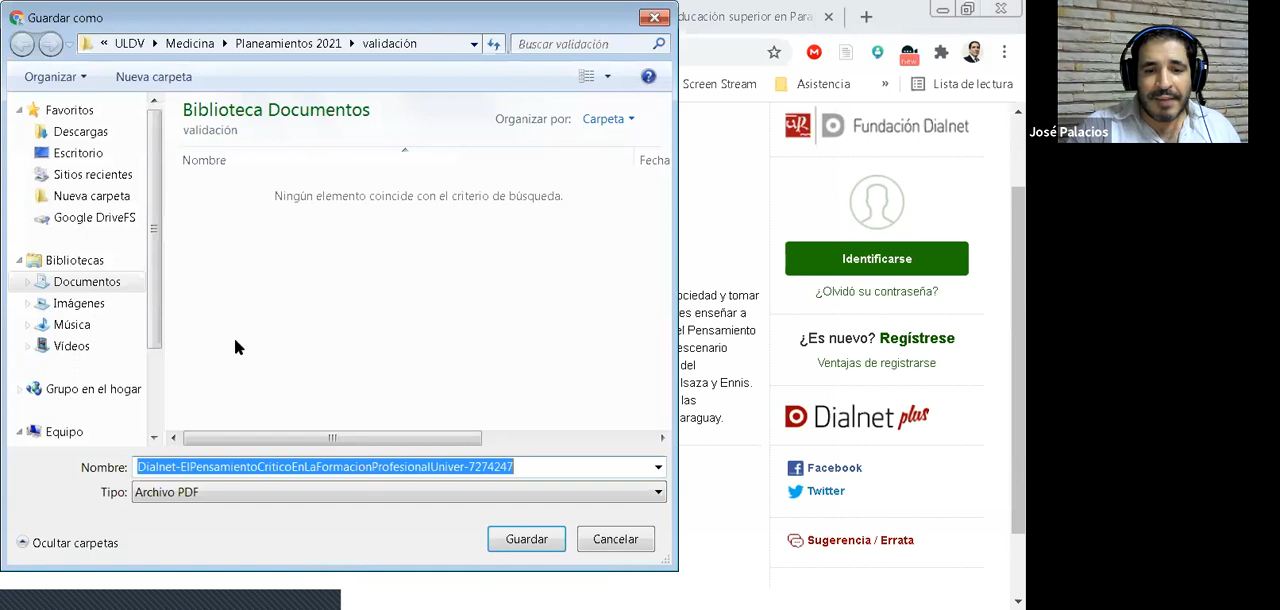 Guardar como
« ULDV ▸ Medicina ▸ Planeamientos 2021 ▸ validación
Buscar validación
Organizar
Nueva carpeta
Favoritos
Descargas
Escritorio
Sitios recientes
Nueva carpeta
Google DriveFS
Bibliotecas
Documentos
Imágenes
Música
Vídeos
Grupo en el hogar
Equipo
Biblioteca Documentos
validación
Organizar por: Carpeta
Nombre
Fecha
Ningún elemento coincide con el criterio de búsqueda.
Nombre: Dialnet-ElPensamientoCriticoEnLaFormacionProfesionalUniver-7274247
Tipo: Archivo PDF
Ocultar carpetas
Guardar
Cancelar
ducación superior en Para
new
Screen Stream
Asistencia
»
Lista de lectura
Fundación Dialnet
Identificarse
¿Olvidó su contraseña?
¿Es nuevo? Regístrese
Ventajas de registrarse
Dialnet plus
Facebook
Twitter
Sugerencia / Errata
ociedad y tomar
es enseñar a
el Pensamiento
escenario
del
lsaza y Ennis.
las
araguay.
José Palacios